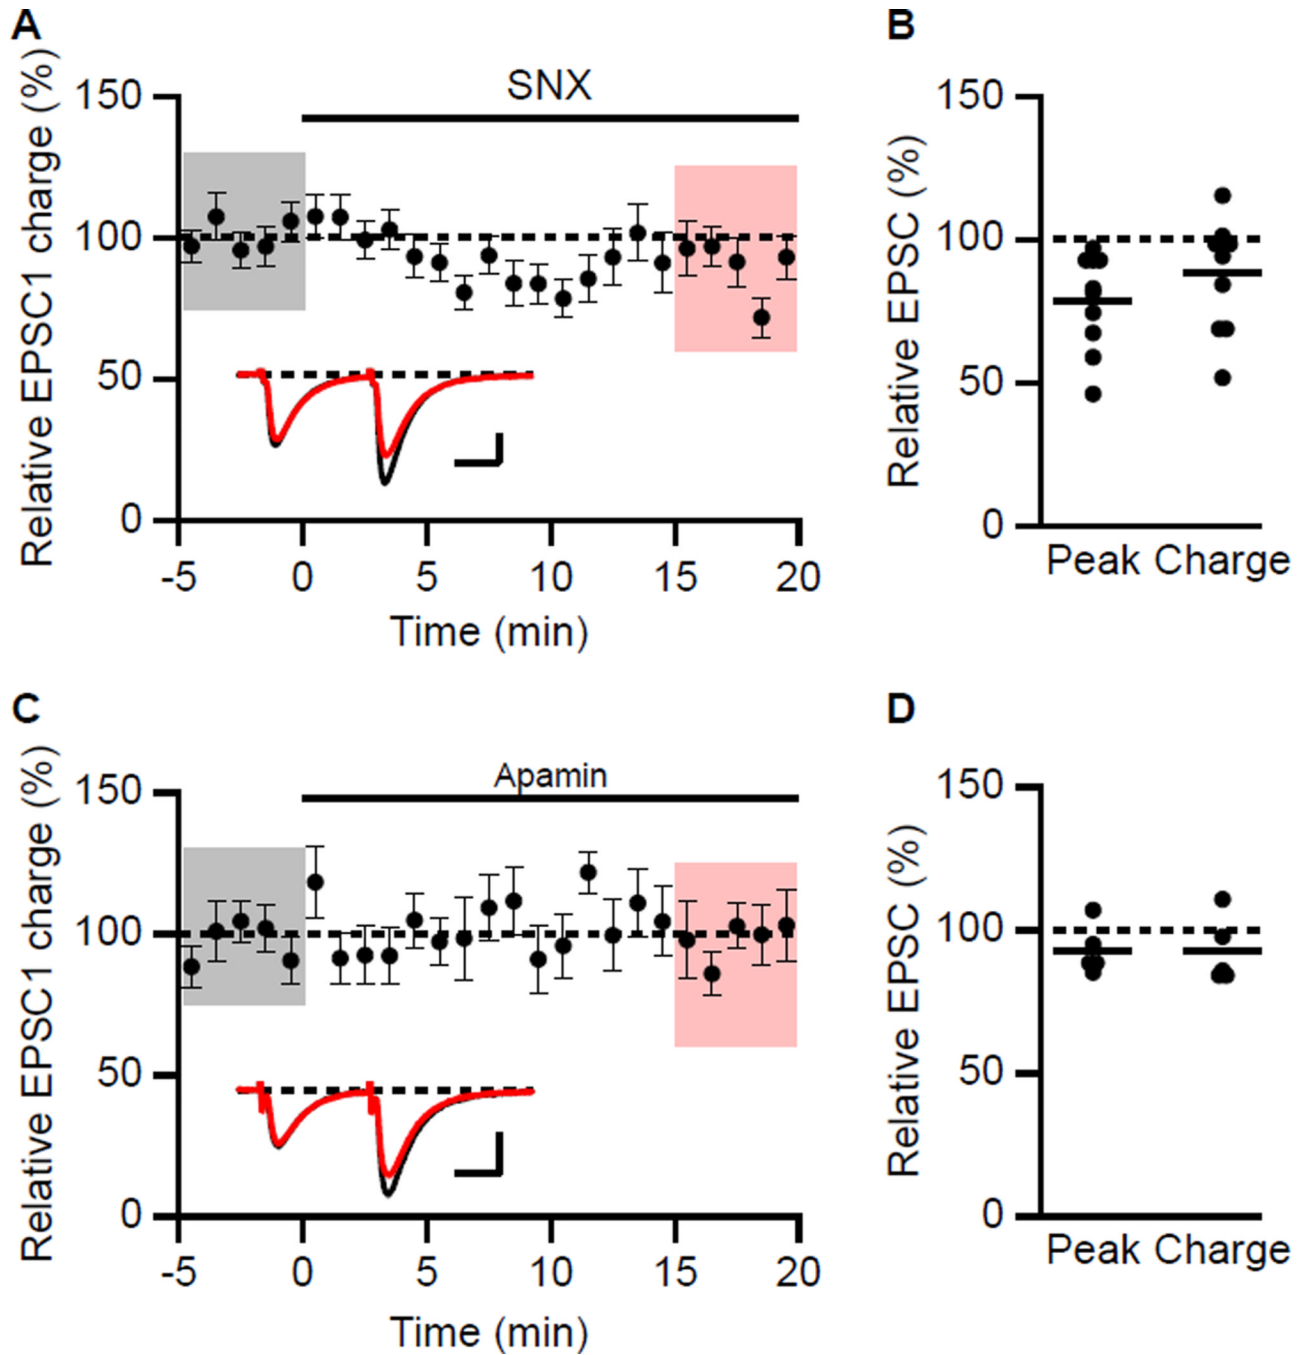 A
Relative EPSC1 charge (%)
150
100
50
0
SNX
-5 0 5 10 15 20
Time (min)
B
Relative EPSC (%)
150
100
50
0
Peak Charge
C
Relative EPSC1 charge (%)
150
100
50
0
Apamin
-5 0 5 10 15 20
Time (min)
D
Relative EPSC (%)
150
100
50
0
Peak Charge